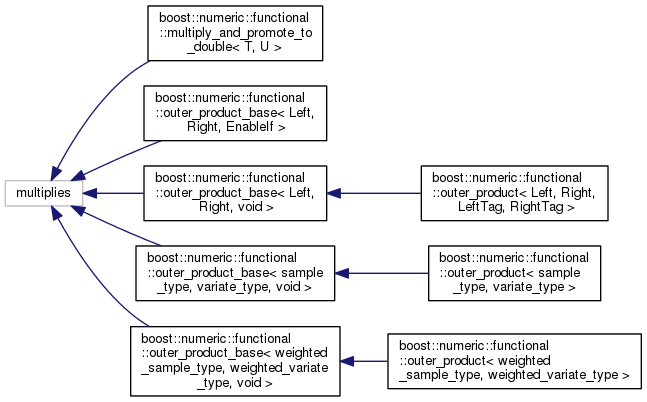 boost::numeric::functional
::multiply_and_promote_to
_double< T, U >
boost::numeric::functional
::outer_product_base< Left,
Right, EnableIf >
multiplies
boost::numeric::functional
::outer_product_base< Left,
Right, void >
boost::numeric::functional
::outer_product< Left, Right,
LeftTag, RightTag >
boost::numeric::functional
::outer_product_base< sample
_type, variate_type, void >
boost::numeric::functional
::outer_product< sample
_type, variate_type >
boost::numeric::functional
::outer_product_base< weighted
_sample_type, weighted_variate
_type, void >
boost::numeric::functional
::outer_product< weighted
_sample_type, weighted_variate_type >